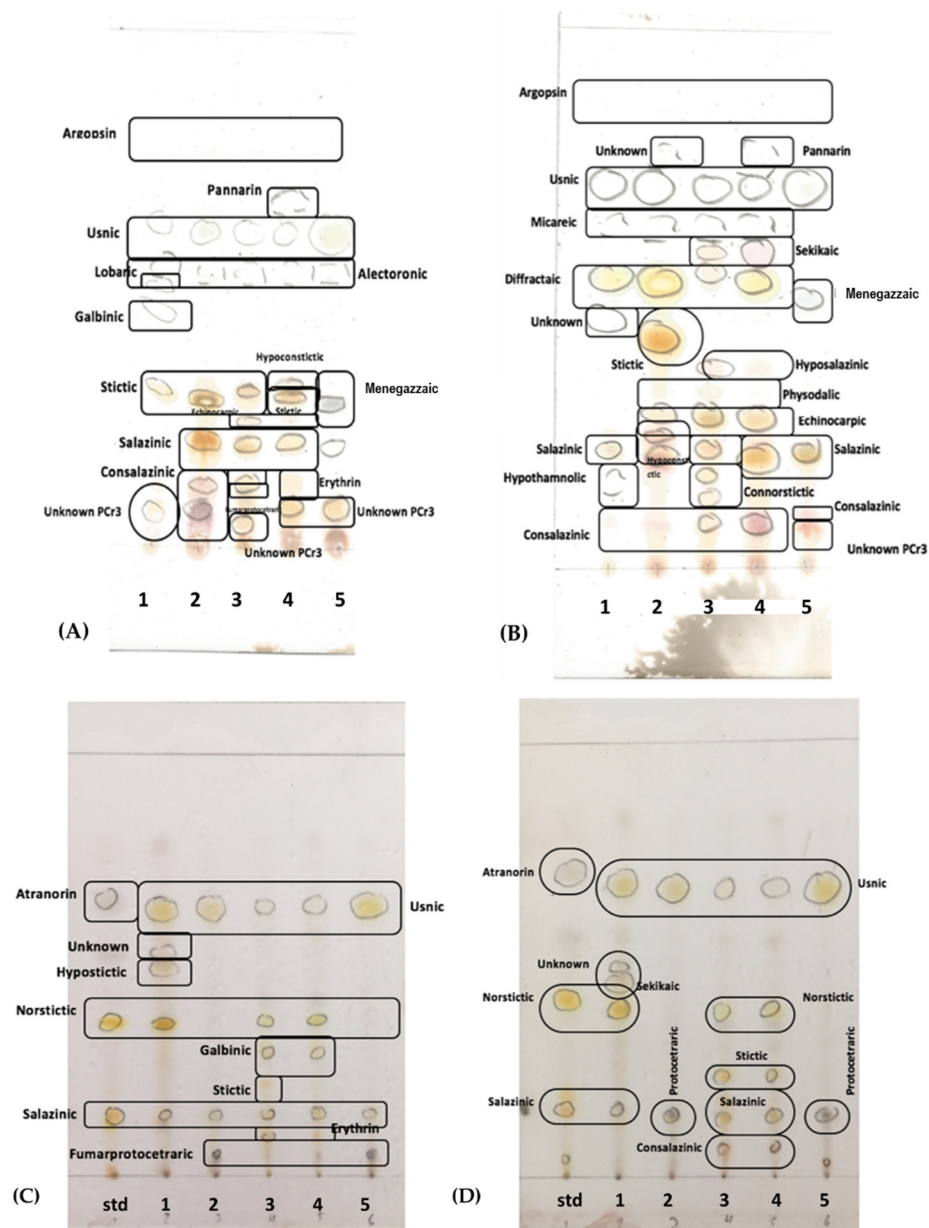 Argopsin
Pannarin
Usnic
Lobaric
Alectoronic
Galbinic
Hypoconstictic
Stictic
Menegazzaic
Echinocarpic
Stictic
Salazinic
Consalazinic
Erythrin
Unknown PCr3
Fumarprotocetraric
Unknown PCr3
Unknown PCr3
1 2 3 4 5
(A)
Argopsin
Unknown
Pannarin
Usnic
Micareic
Sekikaic
Diffractaic
Menegazzaic
Unknown
Stictic
Hyposalazinic
Physodalic
Echinocarpic
Salazinic
Hypoconsti
ctic
Salazinic
Hypothamnolic
Connorstictic
Consalazinic
Consalazinic
Unknown PCr3
1 2 3 4 5
(B)
Atranorin
Usnic
Unknown
Hypostictic
Norstictic
Galbinic
Stictic
Salazinic
Erythrin
Fumarprotocetraric
(C)
std 1 2 3 4 5
Atranorin
Usnic
Unknown
Sekikaic
Norstictic
Norstictic
Protocetraric
Protocetraric
Stictic
Salazinic
Salazinic
Consalazinic
(D)
std 1 2 3 4 5